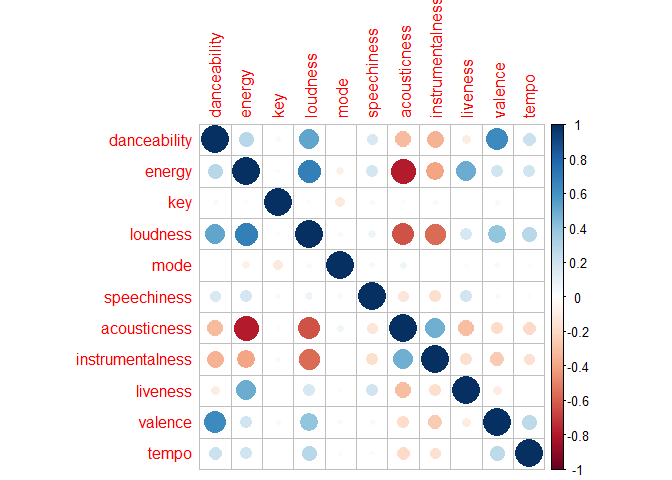 danceability
energy
key
loudness
mode
speechiness
acousticness
instrumentalness
liveness
valence
tempo
danceability
energy
key
loudness
mode
speechiness
acousticness
instrumentalness
liveness
valence
tempo
1
0.8
0.6
0.4
0.2
0
-0.2
-0.4
-0.6
-0.8
-1